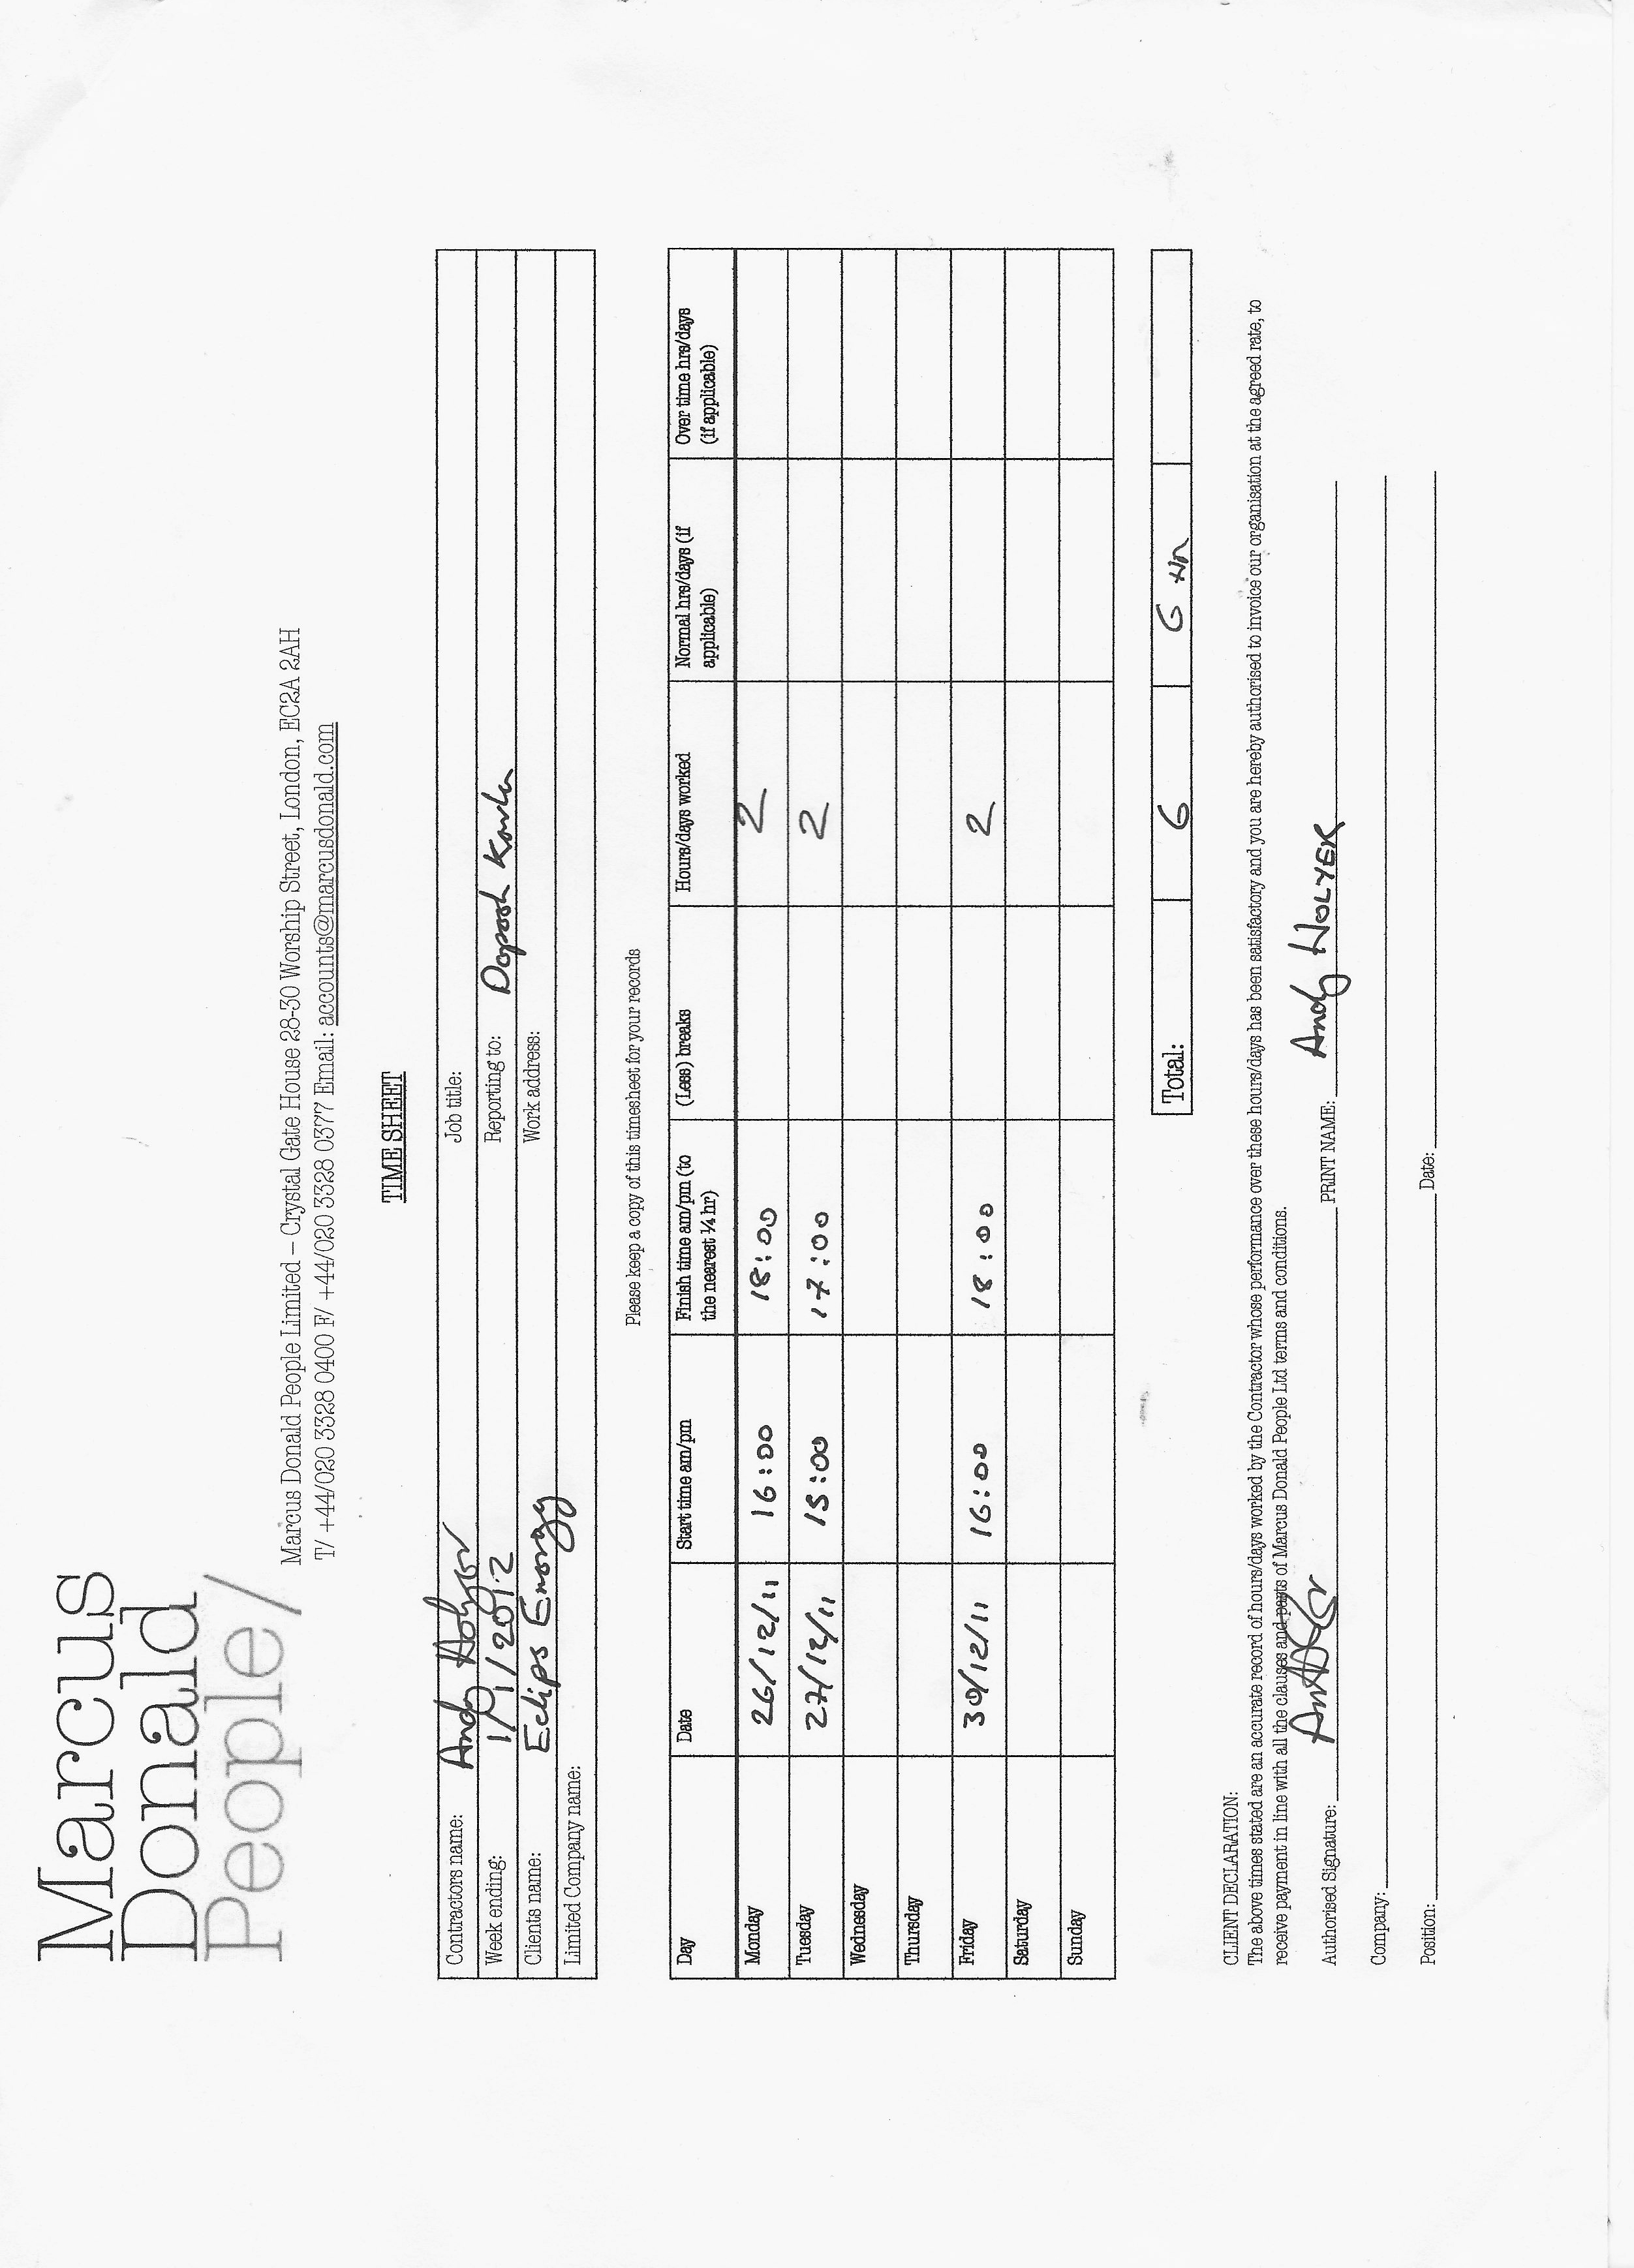 Marcus
Donald
People/
Marcus Donald People Limited – Crystal Gate House 28-30 Worship Street, London, EC2A 2AH
T/ +44/020 3328 0400 F/ +44/020 3328 0377 Email: accounts@marcusdonald.com
TIME SHEET
Contractors name: Andy Holyer Job title:
Week ending: 1/1/2012 Reporting to:
Clients name: Eclips Energy Work address:
Limited Company name:
Please keep a copy of this timesheet for your records
Day Date Start time am/pm Finish time am/pm (to the nearest ¼ hr) (Less) breaks Hours/days worked Normal hrs/days (if applicable) Over time hrs/days (if applicable)
Monday 26/12/11 16:00 18:00 2
Tuesday 27/12/11 15:00 17:00 2
Wednesday
Thursday
Friday 30/12/11 16:00 18:00 2
Saturday
Sunday
Total: 6 6
CLIENT DECLARATION:
The above times stated are an accurate record of hours/days worked by the Contractor whose performance over these hours/days has been satisfactory and you are hereby authorised to invoice our organisation at the agreed rate, to
receive payment in line with all the clauses and parts of Marcus Donald People Ltd terms and conditions.
Authorised Signature: PRINT NAME: Andy HOLYER
Company:
Position: Date: